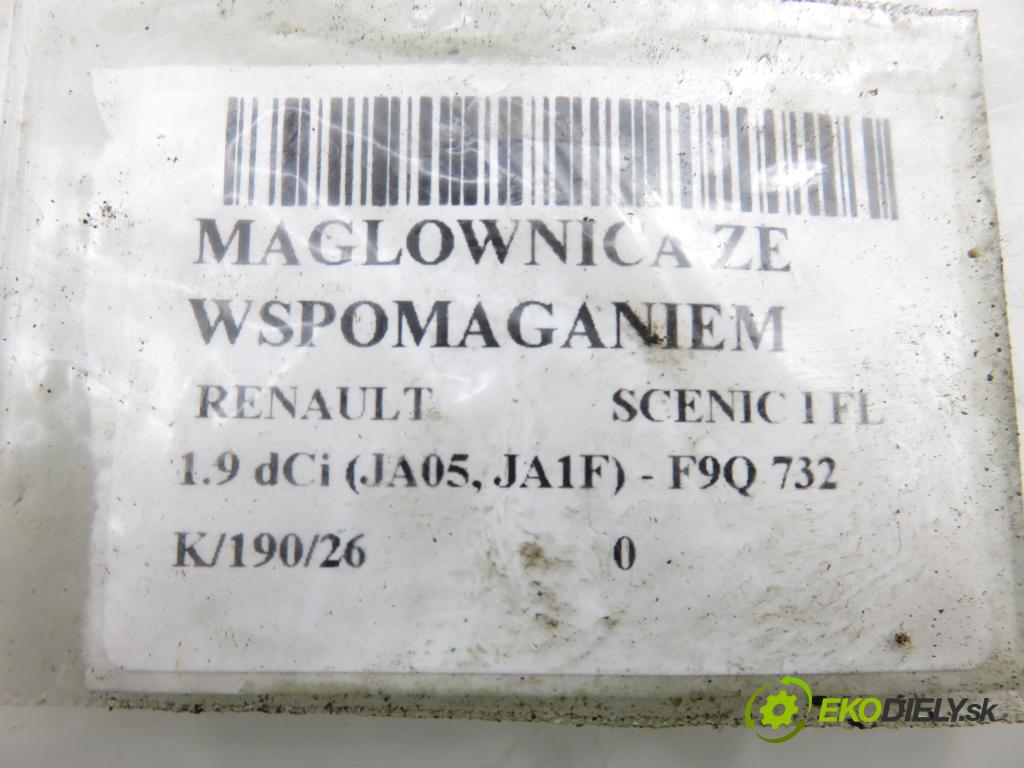 MAGLOWNICA ZE
WSPOMAGANIEM
RENAULT SCENIC I FL
1.9 dCi (JA05, JA1F) - F9Q 732
K/190/26 0
EKODIELY.sk